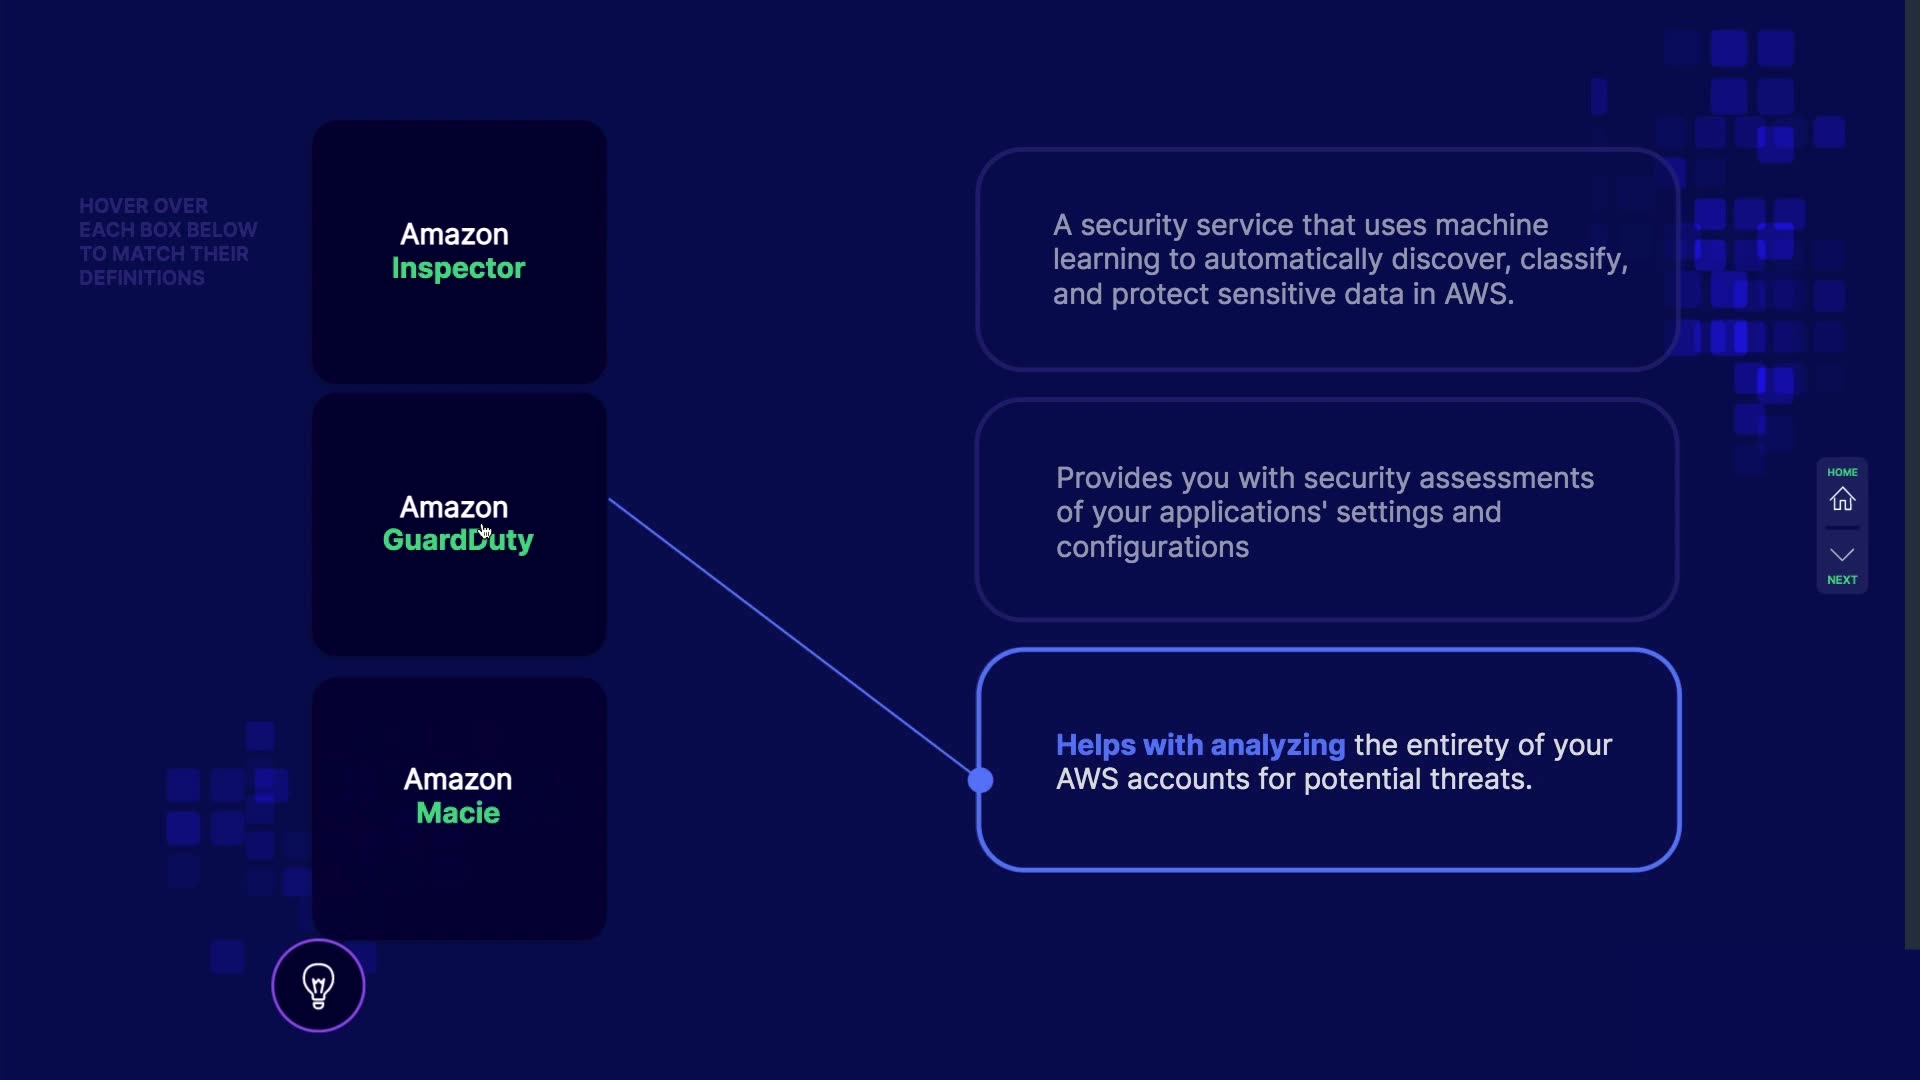 HOVER OVER
EACH BOX BELOW
TO MATCH THEIR
DEFINITIONS
Amazon
Inspector
Amazon
GuardDuty
Amazon
Macie
A security service that uses machine
learning to automatically discover, classify,
and protect sensitive data in AWS.
Provides you with security assessments
of your applications' settings and
configurations
Helps with analyzing the entirety of your
AWS accounts for potential threats.
HOME
NEXT